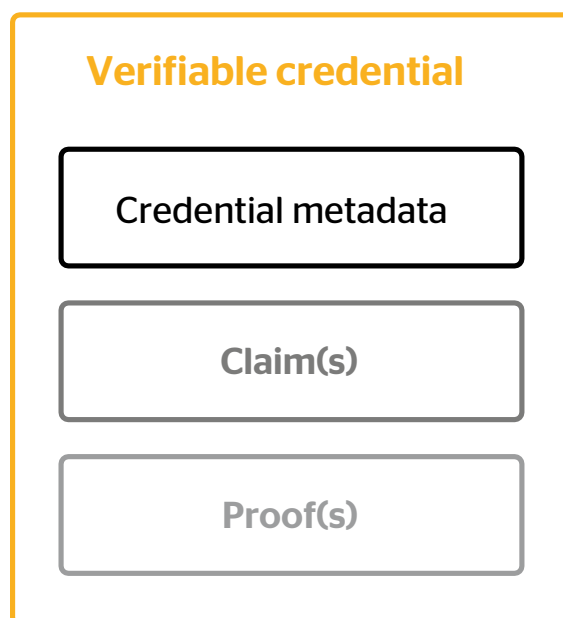 Verifiable credential
Credential metadata
Claim(s)
Proof(s)